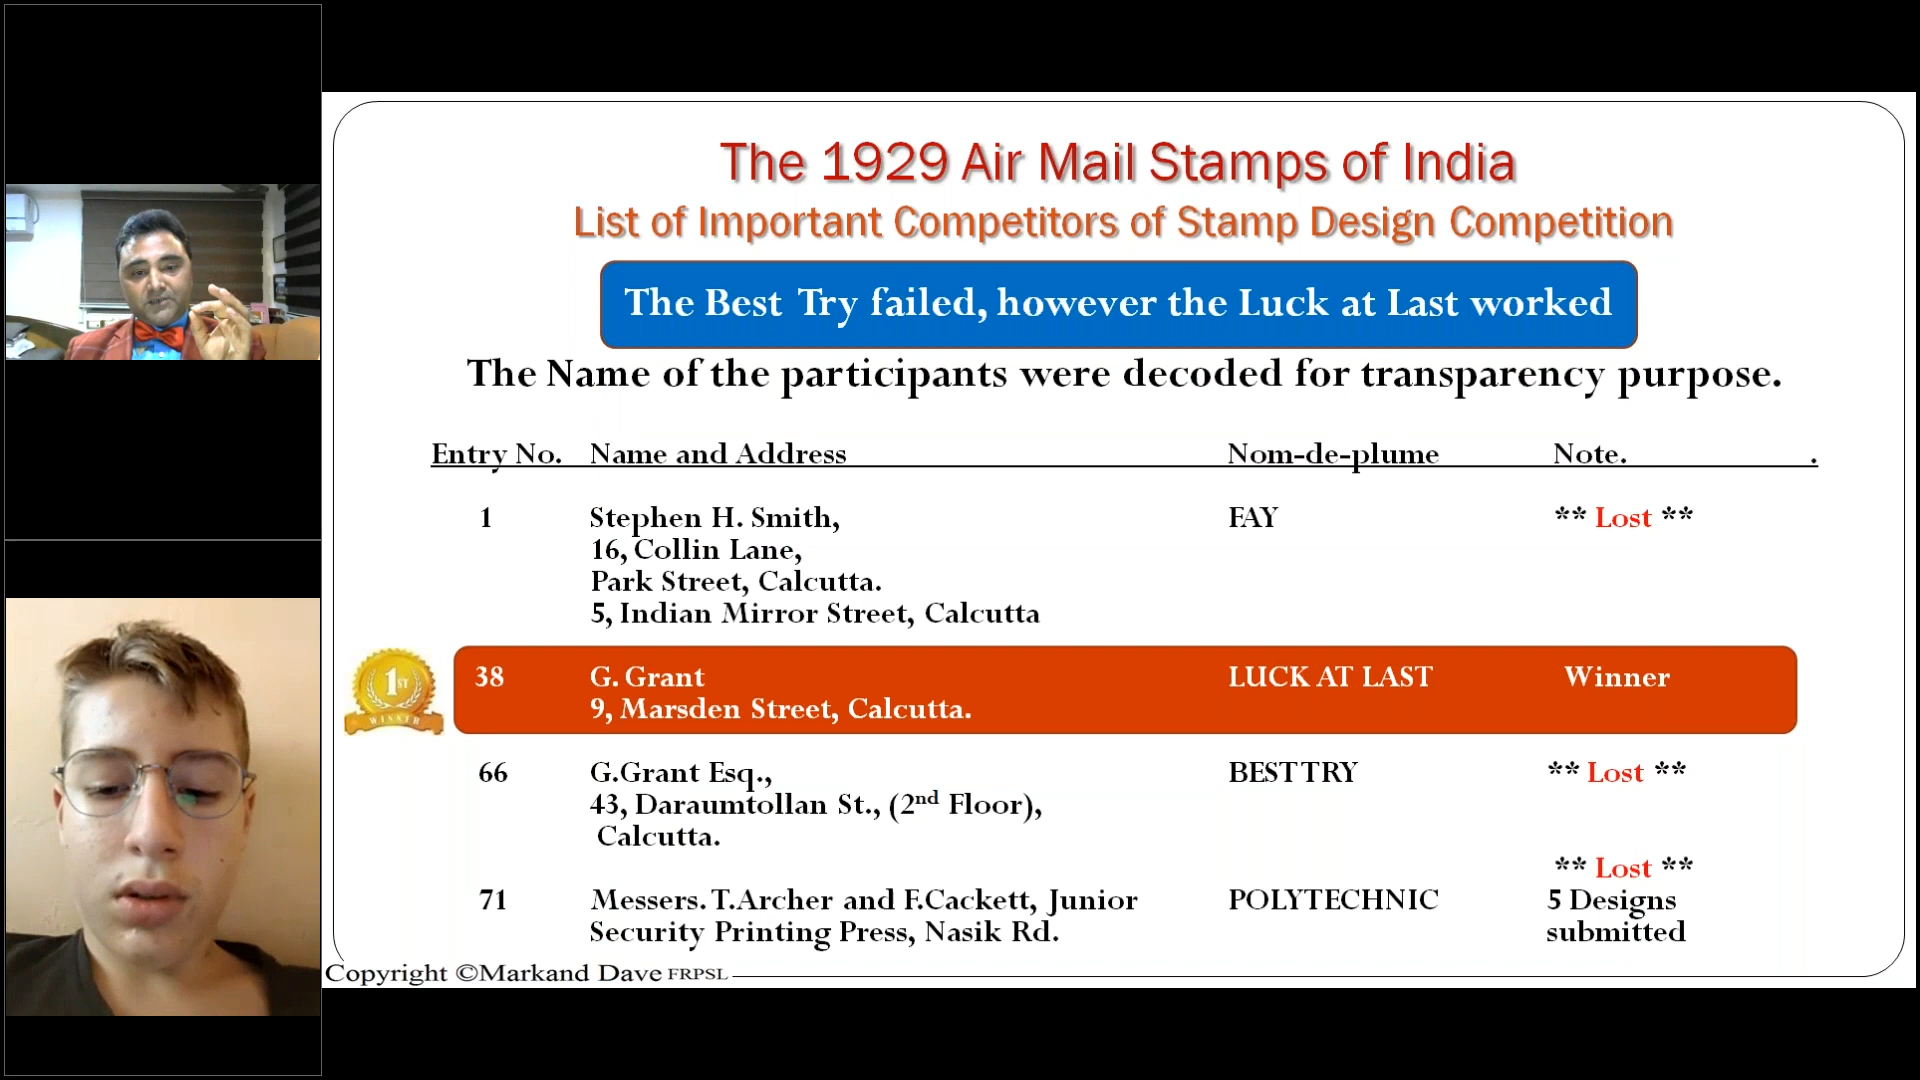 The 1929 Air Mail Stamps of India
List of Important Competitors of Stamp Design Competition
The Best Try failed, however the Luck at Last worked
The Name of the participants were decoded for transparency purpose.
Entry No. Name and Address Nom-de-plume Note. .
1 Stephen H. Smith, FAY ** Lost **
16, Collin Lane,
Park Street, Calcutta.
5, Indian Mirror Street, Calcutta
1ST
WINNER
38 G. Grant LUCK AT LAST Winner
9, Marsden Street, Calcutta.
66 G.Grant Esq., BEST TRY ** Lost **
43, Daraumtollan St., (2nd Floor),
Calcutta.
** Lost **
71 Messers. T.Archer and F.Cackett, Junior POLYTECHNIC 5 Designs
Security Printing Press, Nasik Rd. submitted
Copyright ©Markand Dave FRPSL